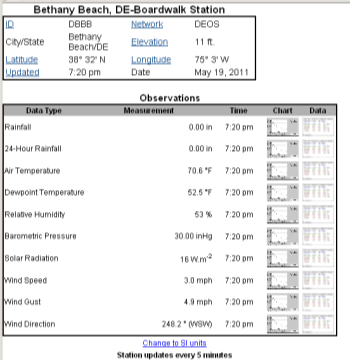 Bethany Beach, DE-Boardwalk Station
ID DBBB Network DEOS
City/State Bethany Beach/DE Elevation 11 ft.
Latitude 38° 32' N Longitude 75° 3' W
Updated 7:20 pm Date May 19, 2011
Observations
Data Type Measurement Time Chart Data
Rainfall 0.00 in 7:20 pm
24-Hour Rainfall 0.00 in 7:20 pm
Air Temperature 70.6 °F 7:20 pm
Dewpoint Temperature 52.5 °F 7:20 pm
Relative Humidity 53 % 7:20 pm
Barometric Pressure 30.00 inHg 7:20 pm
Solar Radiation 16 W.m-2 7:20 pm
Wind Speed 3.0 mph 7:20 pm
Wind Gust 4.9 mph 7:20 pm
Wind Direction 248.2 ° (WSW) 7:20 pm
Change to SI units
Station updates every 5 minutes